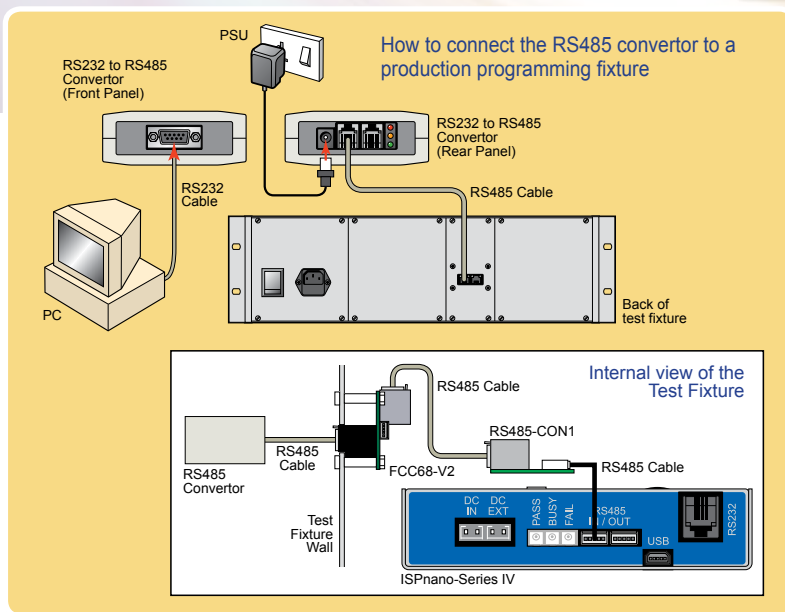 How to connect the RS485 convertor to a
production programming fixture
PSU
RS232 to RS485
Convertor
(Front Panel)
RS232 to RS485
Convertor
(Rear Panel)
RS232
Cable
RS485 Cable
PC
Back of
test fixture
Internal view of the
Test Fixture
RS485 Cable
RS485-CON1
RS485
Convertor
RS485
Cable
FCC68-V2
RS485 Cable
Test
Fixture
Wall
DC
IN
DC
EXT
PASS
BUSY
FAIL
RS485
IN / OUT
USB
RS232
ISPnano-Series IV